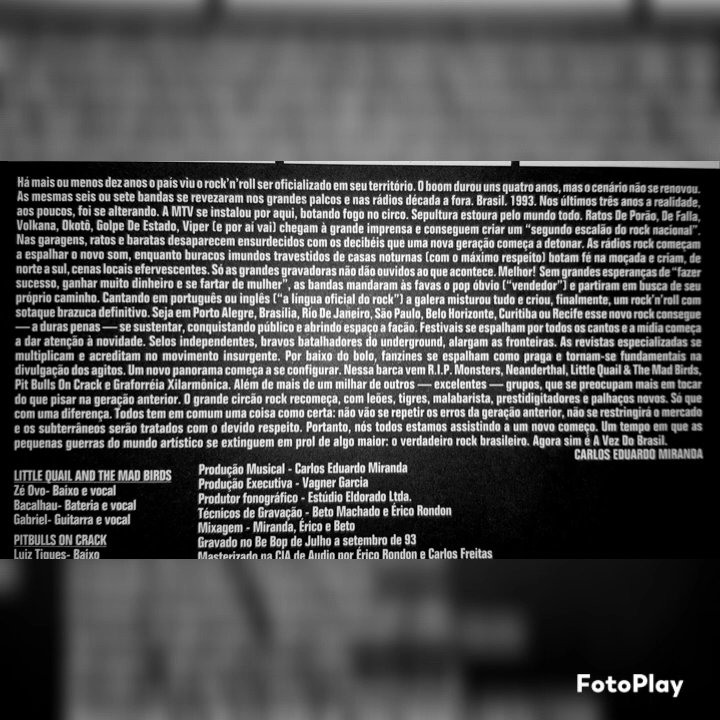 Há mais ou menos dez anos o pais viu o rock'n'roll ser oficializado em seu território. O boom durou uns quatro anos, mas o cenário não se renovou.
As mesmas seis ou sete bandas se revezaram nos grandes palcos e nas rádios década a fora. Brasil. 1993. Nos últimos três anos a realidade,
aos poucos, foi se alterando. A MTV se instalou por aqui, botando fogo no circo. Sepultura estoura pelo mundo todo. Ratos De Porão, De Falla,
Volkana, Okotô, Golpe De Estado, Viper (e por aí vai) chegam à grande imprensa e conseguem criar um "segundo escalão do rock nacional".
Nas garagens, ratos e baratas desaparecem ensurdecidos com os decibéis que uma nova geração começa a detonar. As rádios rock começam
a espalhar o novo som, enquanto buracos imundos travestidos de casas noturnas (com o máximo respeito) botam fé na moçada e criam, de
norte a sul, cenas locais efervescentes. Só as grandes gravadoras não dão ouvidos ao que acontece. Melhor! Sem grandes esperanças de "fazer
sucesso, ganhar muito dinheiro e se fartar de mulher", as bandas mandaram às favas o pop óbvio ("vendedor") e partiram em busca de seu
próprio caminho. Cantando em português ou inglês ("a língua oficial do rock") a galera misturou tudo e criou, finalmente, um rock'n'roll com
sotaque brazuca definitivo. Seja em Porto Alegre, Brasília, Rio De Janeiro, São Paulo, Belo Horizonte, Curitiba ou Recife esse novo rock consegue
— a duras penas — se sustentar, conquistando público e abrindo espaço a facão. Festivais se espalham por todos os cantos e a mídia começa
a dar atenção à novidade. Selos independentes, bravos batalhadores do underground, alargam as fronteiras. As revistas especializadas se
multiplicam e acreditam no movimento insurgente. Por baixo do bolo, fanzines se espalham como praga e tornam-se fundamentais na
divulgação dos agitos. Um novo panorama começa a se configurar. Nessa barca vem R.I.P. Monsters, Neanderthal, Little Quail & The Mad Birds,
Pit Bulls On Crack e Graforréia Xilarmônica. Além de mais de um milhar de outros — excelentes — grupos, que se preocupam mais em tocar
do que pisar na geração anterior. O grande circão rock recomeça, com leões, tigres, malabarista, prestidigitadores e palhaços novos. Só que
com uma diferença. Todos tem em comum uma coisa como certa: não vão se repetir os erros da geração anterior, não se restringirá o mercado
e os subterrâneos serão tratados com o devido respeito. Portanto, nós todos estamos assistindo a um novo começo. Um tempo em que as
pequenas guerras do mundo artístico se extinguem em prol de algo maior: o verdadeiro rock brasileiro. Agora sim é A Vez Do Brasil.
CARLOS EDUARDO MIRANDA
LITTLE QUAIL AND THE MAD BIRDS
Zé Ovo- Baixo e vocal
Bacalhau- Bateria e vocal
Gabriel- Guitarra e vocal
PITBULLS ON CRACK
Luiz Tigues- Baixo
Produção Musical - Carlos Eduardo Miranda
Produção Executiva - Vagner Garcia
Produtor fonográfico - Estúdio Eldorado Ltda.
Técnicos de Gravação - Beto Machado e Érico Rondon
Mixagem - Miranda, Érico e Beto
Gravado no Be Bop de Julho a setembro de 93
Masterizado na CIA de Audio por Érico Rondon e Carlos Freitas
FotoPlay